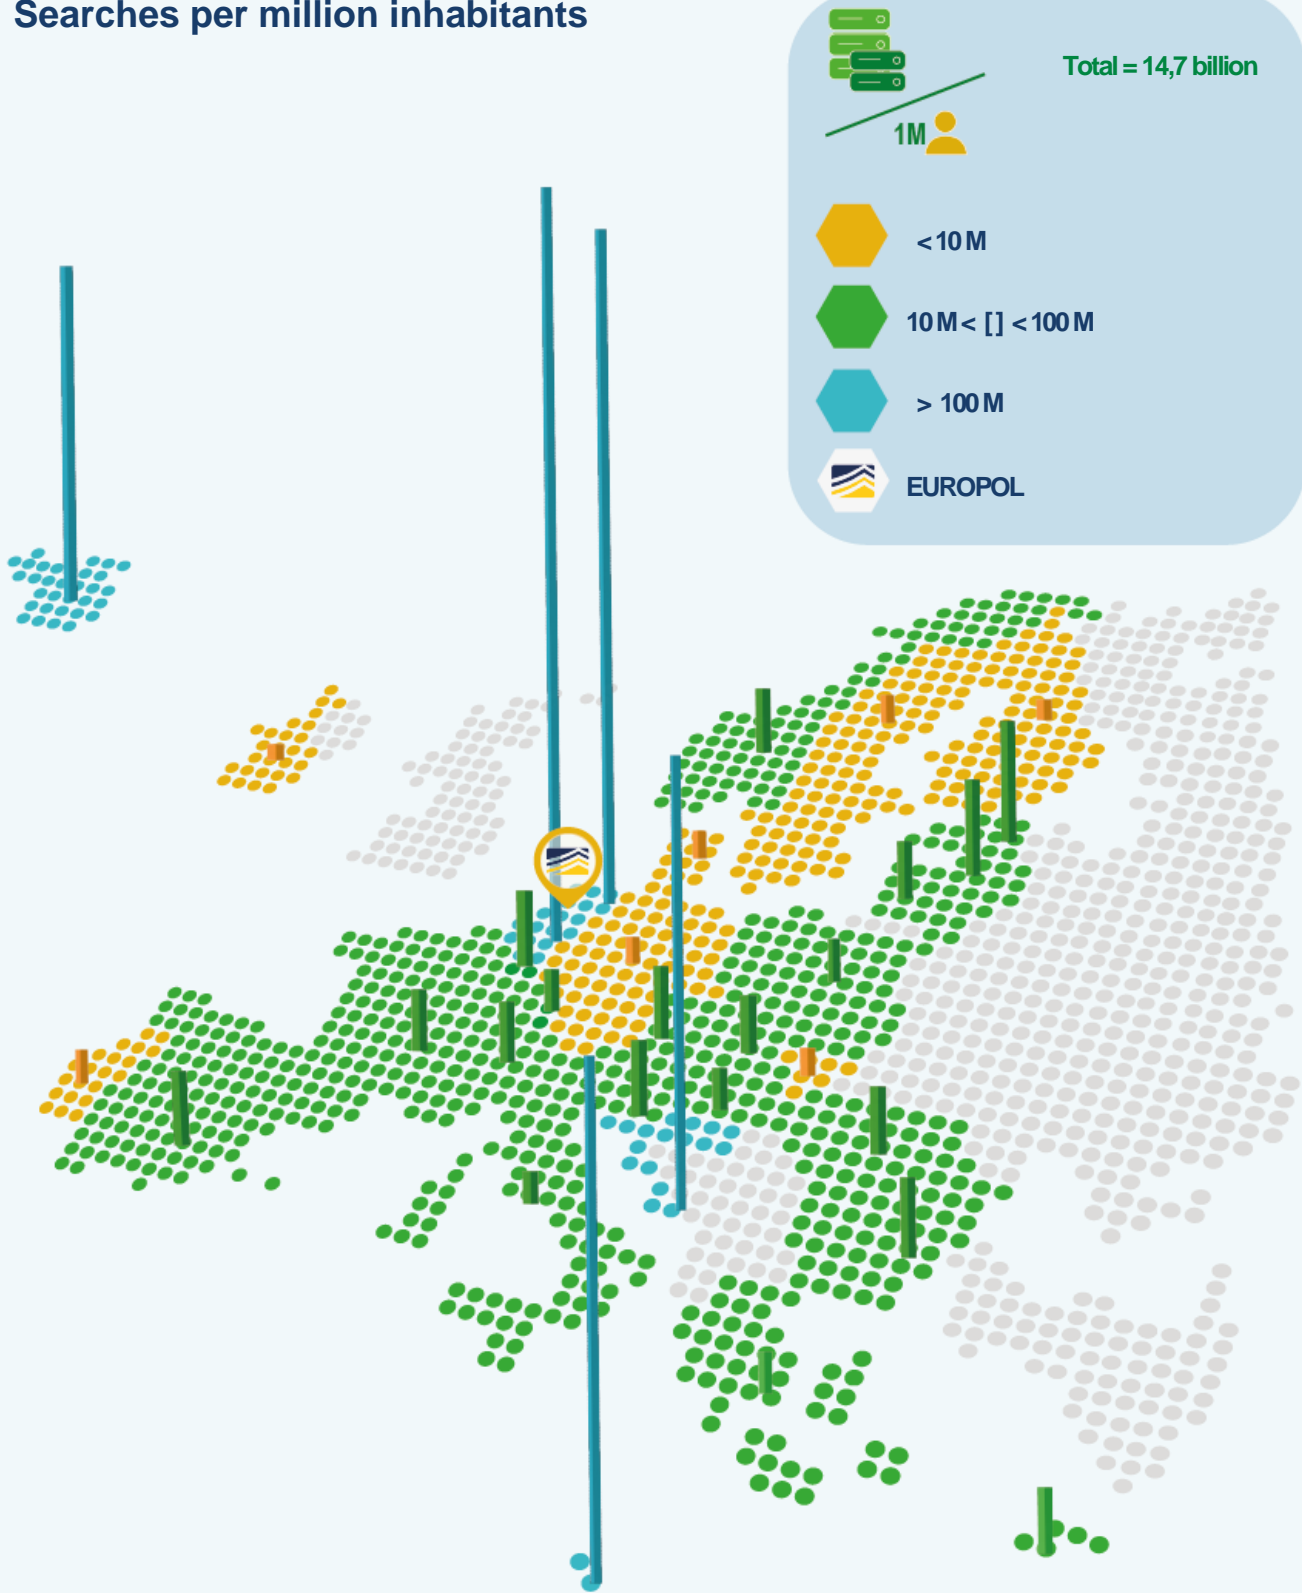 Searches per million inhabitants
Total = 14,7 billion
1M
< 10 M
10 M < [ ] < 100 M
> 100 M
EUROPOL